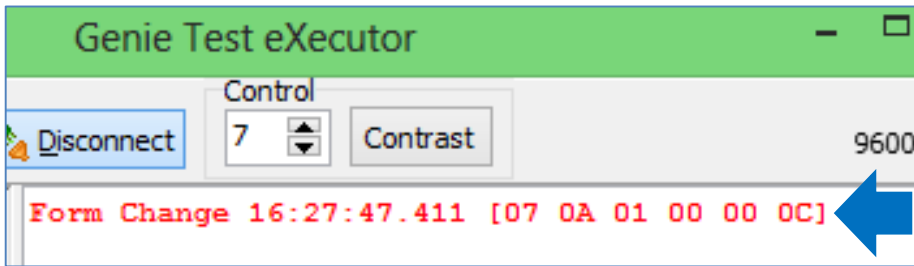 Genie Test eXecutor
Control
Disconnect
7
Contrast
9600
Form Change 16:27:47.411 [07 0A 01 00 00 0C]